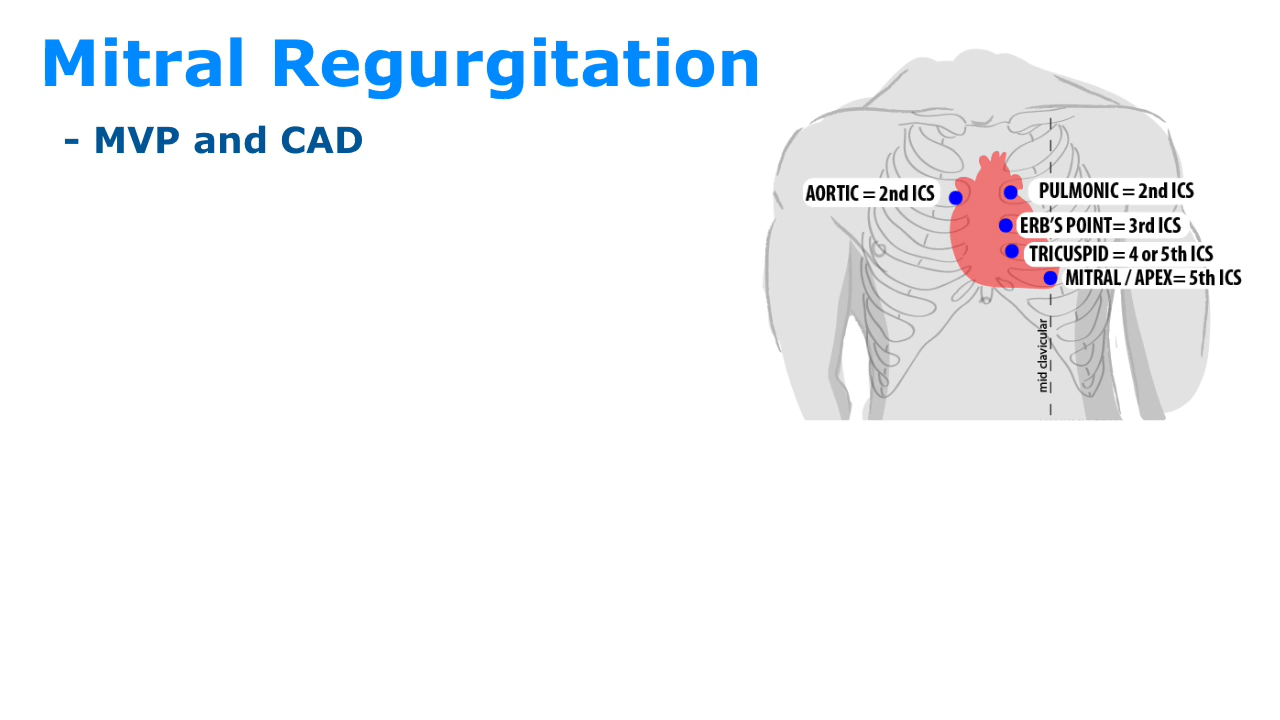 Mitral Regurgitation
- MVP and CAD
AORTIC = 2nd ICS
PULMONIC = 2nd ICS
ERB'S POINT= 3rd ICS
TRICUSPID = 4 or 5th ICS
MITRAL / APEX= 5th ICS
mid clavicular